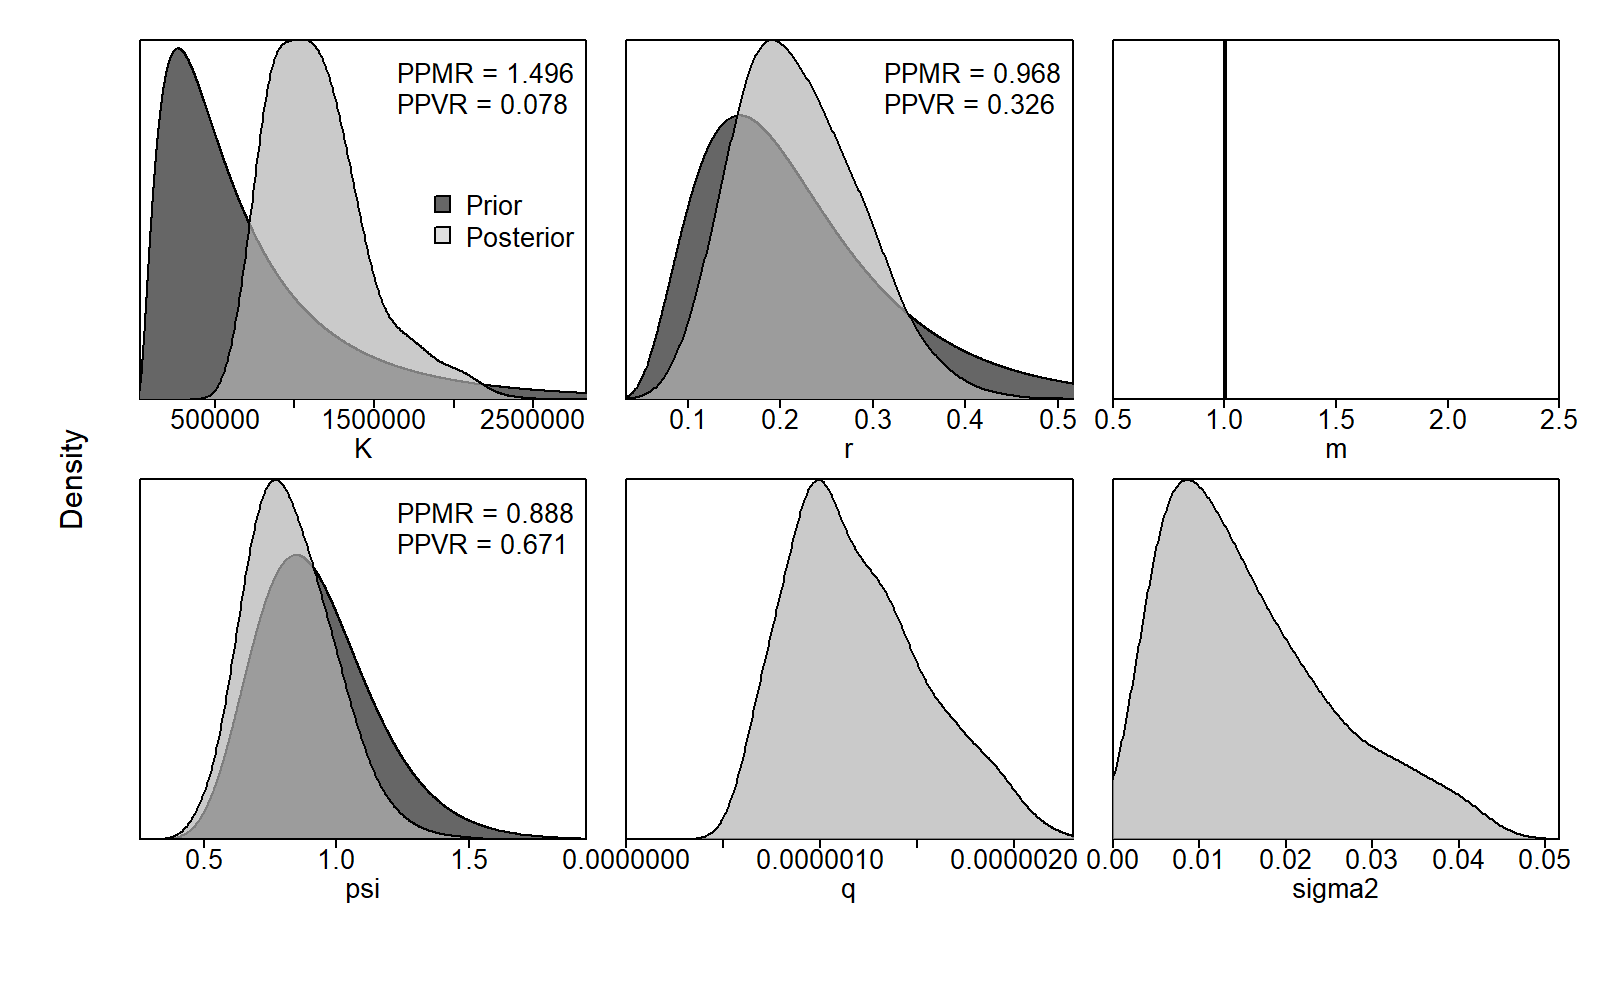 Density
PPMR = 1.496
PPVR = 0.078
Prior
Posterior
500000 1500000 2500000
K
PPMR = 0.968
PPVR = 0.326
0.1 0.2 0.3 0.4 0.5
r
0.5 1.0 1.5 2.0 2.5
m
PPMR = 0.888
PPVR = 0.671
0.5 1.0 1.5
psi
0.0000000 0.0000010 0.0000020
q
0.00 0.01 0.02 0.03 0.04 0.05
sigma2